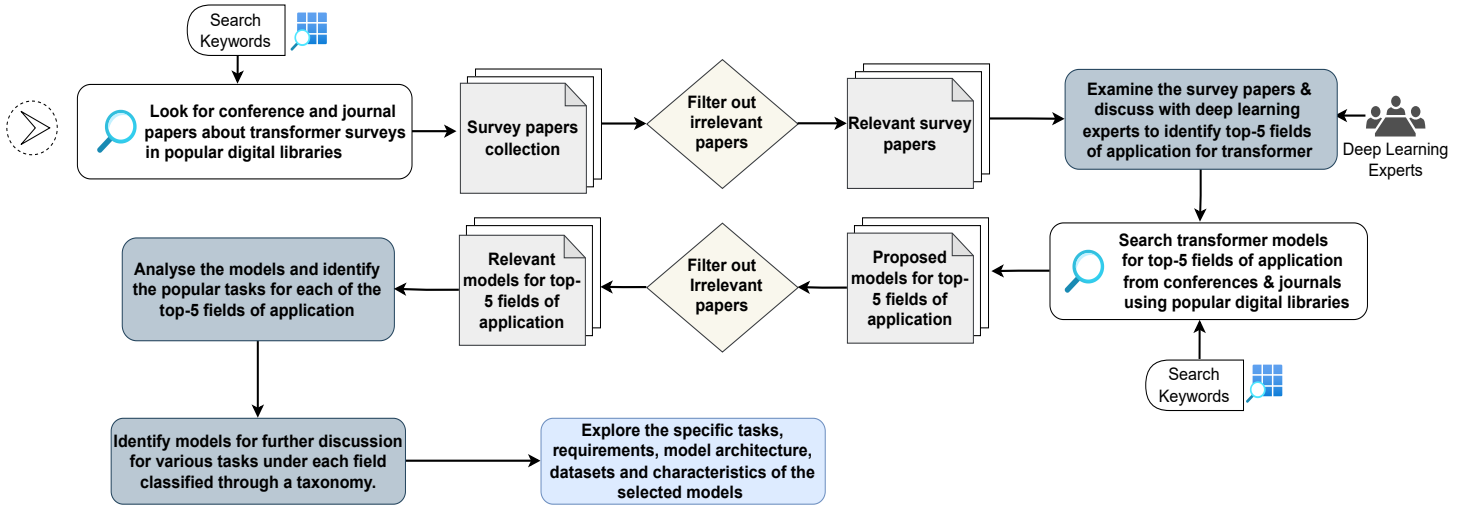 Search
Keywords
Look for conference and journal
papers about transformer surveys
in popular digital libraries
Survey papers
collection
Filter out
irrelevant
papers
Relevant survey
papers
Examine the survey papers &
discuss with deep learning
experts to identify top-5 fields
of application for transformer
Deep Learning
Experts
Search transformer models
for top-5 fields of application
from conferences & journals
using popular digital libraries
Search
Keywords
Proposed
models for top-
5 fields of
application
Filter out
Irrelevant
papers
Relevant
models for top-
5 fields of
application
Analyse the models and identify
the popular tasks for each of the
top-5 fields of application
Identify models for further discussion
for various tasks under each field
classified through a taxonomy.
Explore the specific tasks,
requirements, model architecture,
datasets and characteristics of the
selected models